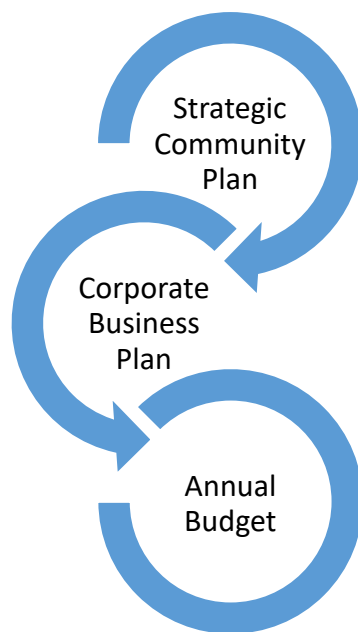 Strategic
Community
Plan
Corporate
Business
Plan
Annual
Budget